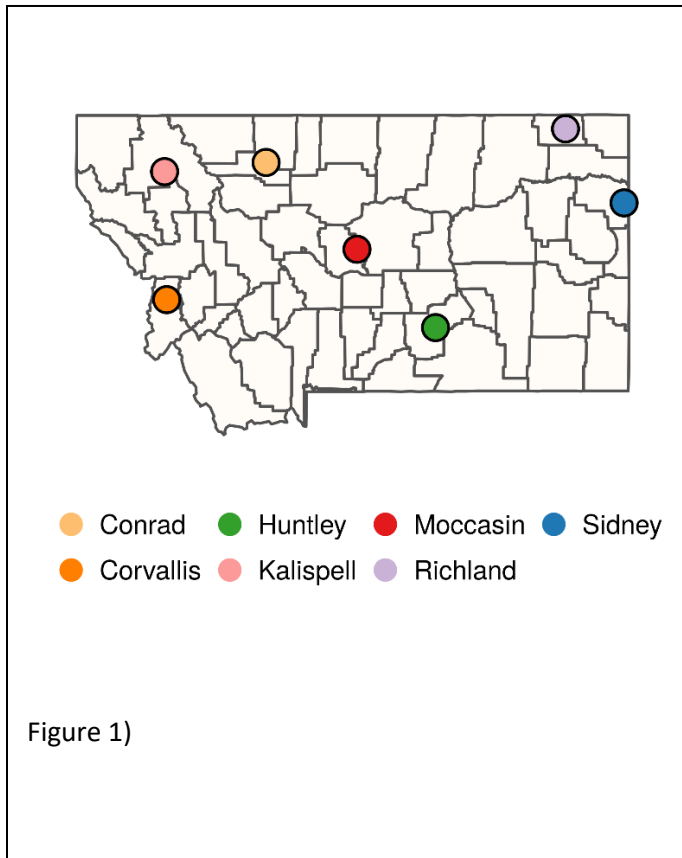 Conrad Huntley Moccasin Sidney
Corvallis Kalispell Richland
Figure 1)